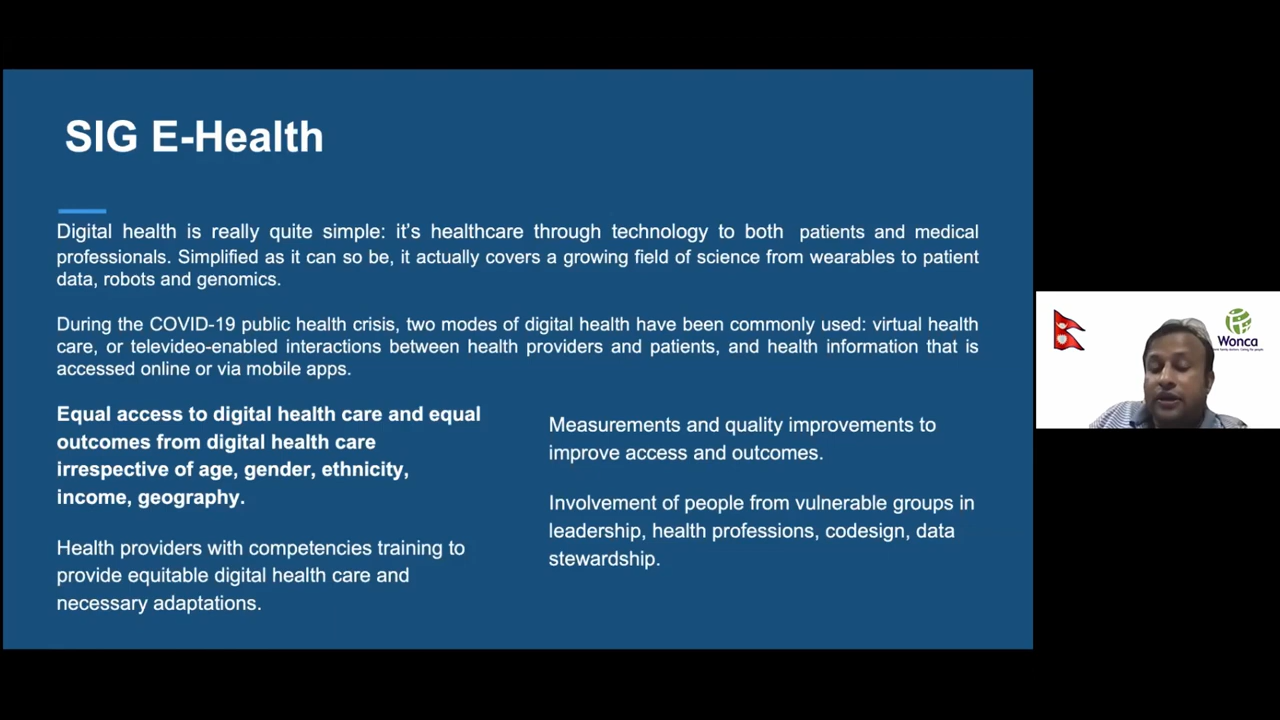 SIG E-Health
Digital health is really quite simple: it's healthcare through technology to both patients and medical
professionals. Simplified as it can so be, it actually covers a growing field of science from wearables to patient
data, robots and genomics.
During the COVID-19 public health crisis, two modes of digital health have been commonly used: virtual health
care, or televideo-enabled interactions between health providers and patients, and health information that is
accessed online or via mobile apps.
Equal access to digital health care and equal
outcomes from digital health care
irrespective of age, gender, ethnicity,
income, geography.
Health providers with competencies training to
provide equitable digital health care and
necessary adaptations.
Measurements and quality improvements to
improve access and outcomes.
Involvement of people from vulnerable groups in
leadership, health professions, codesign, data
stewardship.
Wonca